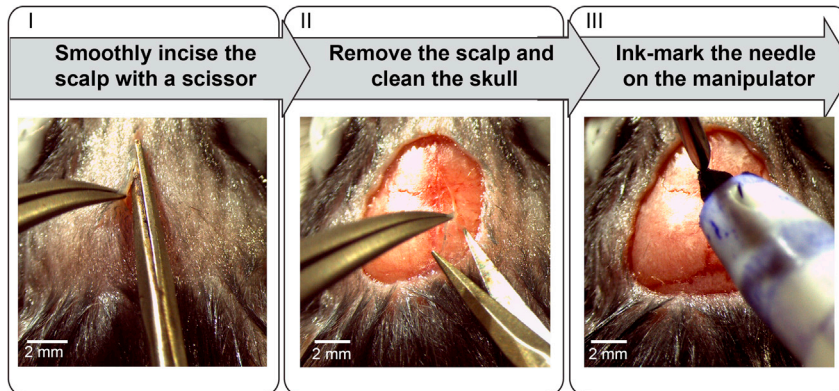 I
Smoothly incise the
scalp with a scissor
2 mm
II
Remove the scalp and
clean the skull
2 mm
III
Ink-mark the needle
on the manipulator
2 mm